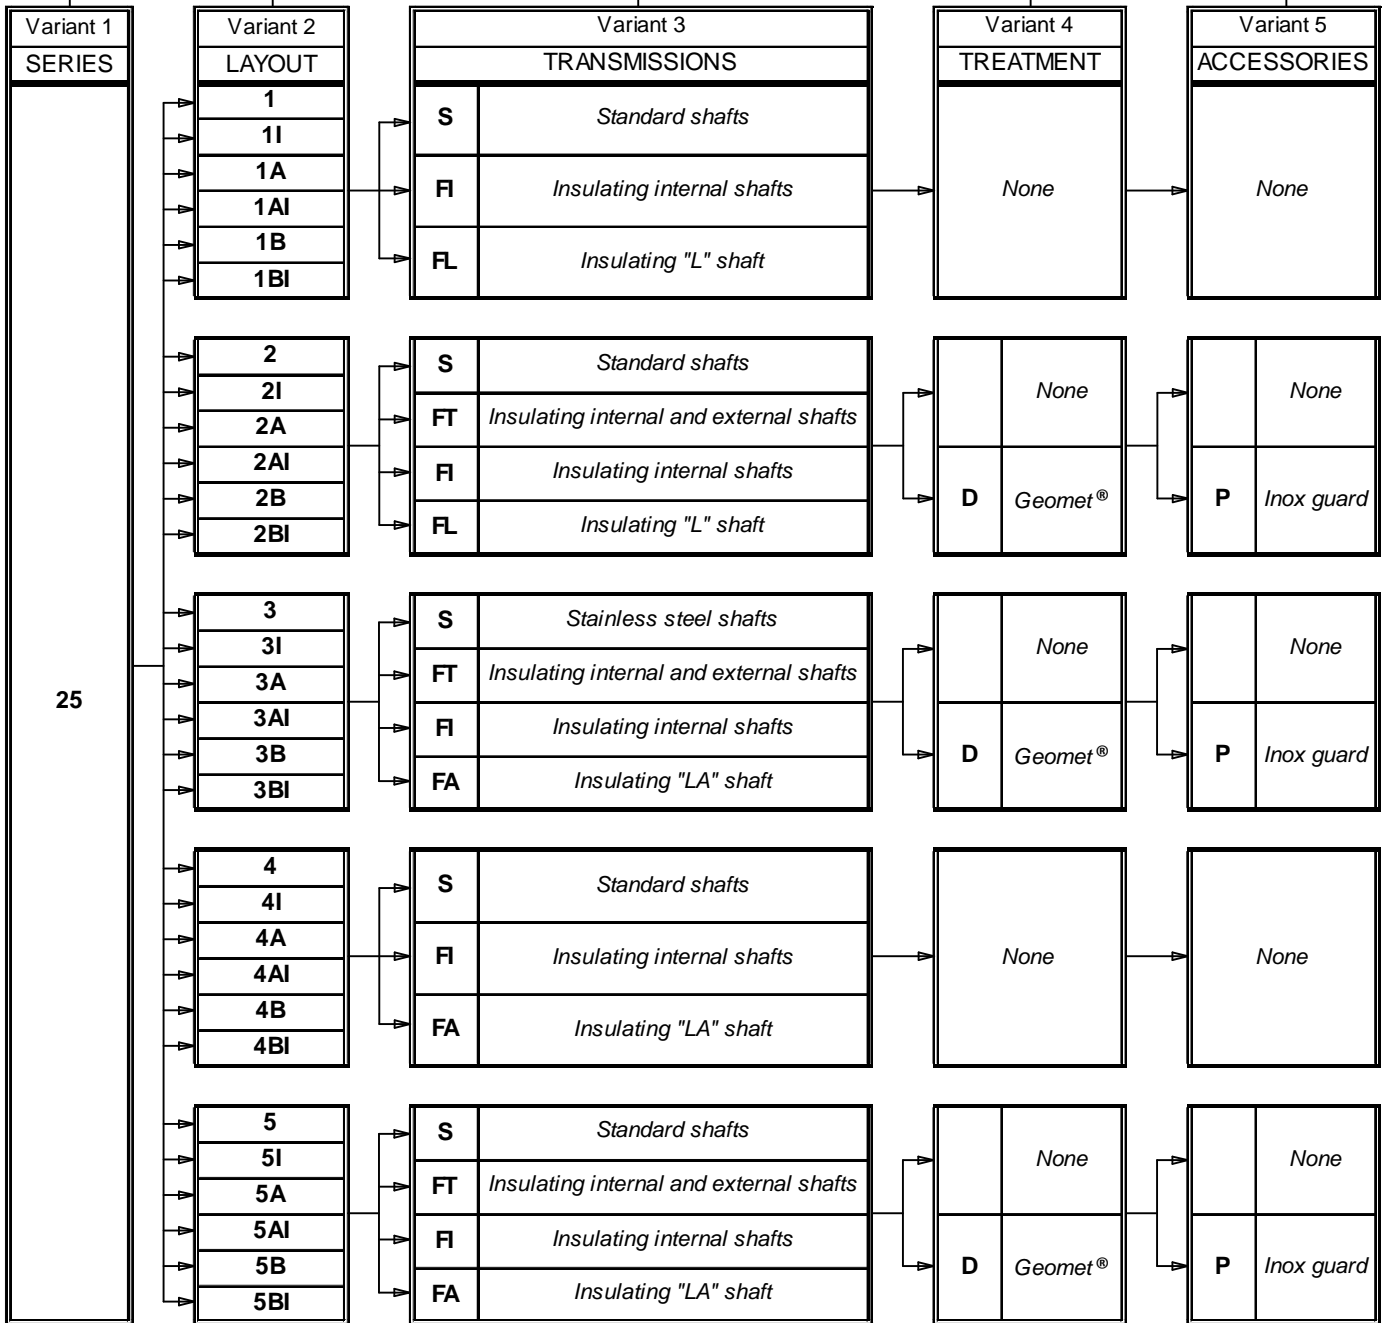 Variant 1 Variant 2 Variant 3 Variant 4 Variant 5
SERIES LAYOUT TRANSMISSIONS TREATMENT ACCESSORIES
25
1
1I
1A
1AI
1B
1BI
S Standard shafts
FI Insulating internal shafts
FL Insulating "L" shaft
None
None
2
2I
2A
2AI
2B
2BI
S Standard shafts
FT Insulating internal and external shafts
FI Insulating internal shafts
FL Insulating "L" shaft
None
D Geomet®
None
P Inox guard
3
3I
3A
3AI
3B
3BI
S Stainless steel shafts
FT Insulating internal and external shafts
FI Insulating internal shafts
FA Insulating "LA" shaft
None
D Geomet®
None
P Inox guard
4
4I
4A
4AI
4B
4BI
S Standard shafts
FI Insulating internal shafts
FA Insulating "LA" shaft
None
None
5
5I
5A
5AI
5B
5BI
S Standard shafts
FT Insulating internal and external shafts
FI Insulating internal shafts
FA Insulating "LA" shaft
None
D Geomet®
None
P Inox guard